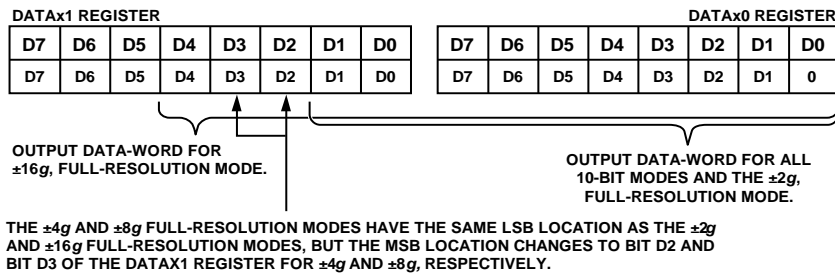 DATAx1 REGISTER
DATAx0 REGISTER
D7 D6 D5 D4 D3 D2 D1 D0
D7 D6 D5 D4 D3 D2 D1 D0
D7 D6 D5 D4 D3 D2 D1 D0
D7 D6 D5 D4 D3 D2 D1 0
OUTPUT DATA-WORD FOR
±16g, FULL-RESOLUTION MODE.
OUTPUT DATA-WORD FOR ALL
10-BIT MODES AND THE ±2g,
FULL-RESOLUTION MODE.
THE ±4g AND ±8g FULL-RESOLUTION MODES HAVE THE SAME LSB LOCATION AS THE ±2g
AND ±16g FULL-RESOLUTION MODES, BUT THE MSB LOCATION CHANGES TO BIT D2 AND
BIT D3 OF THE DATAX1 REGISTER FOR ±4g AND ±8g, RESPECTIVELY.